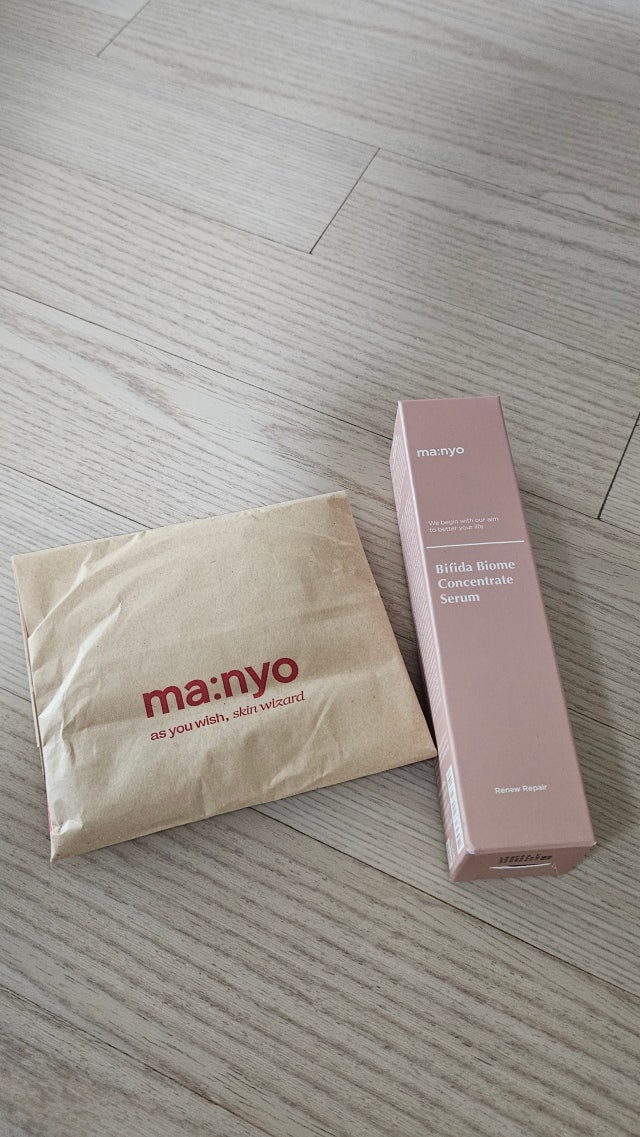 ma:nyo
as you wish, skin wizard
ma:nyo
We begin with our aim
to better your life
Bifida Biome
Concentrate
Serum
Renew Repair